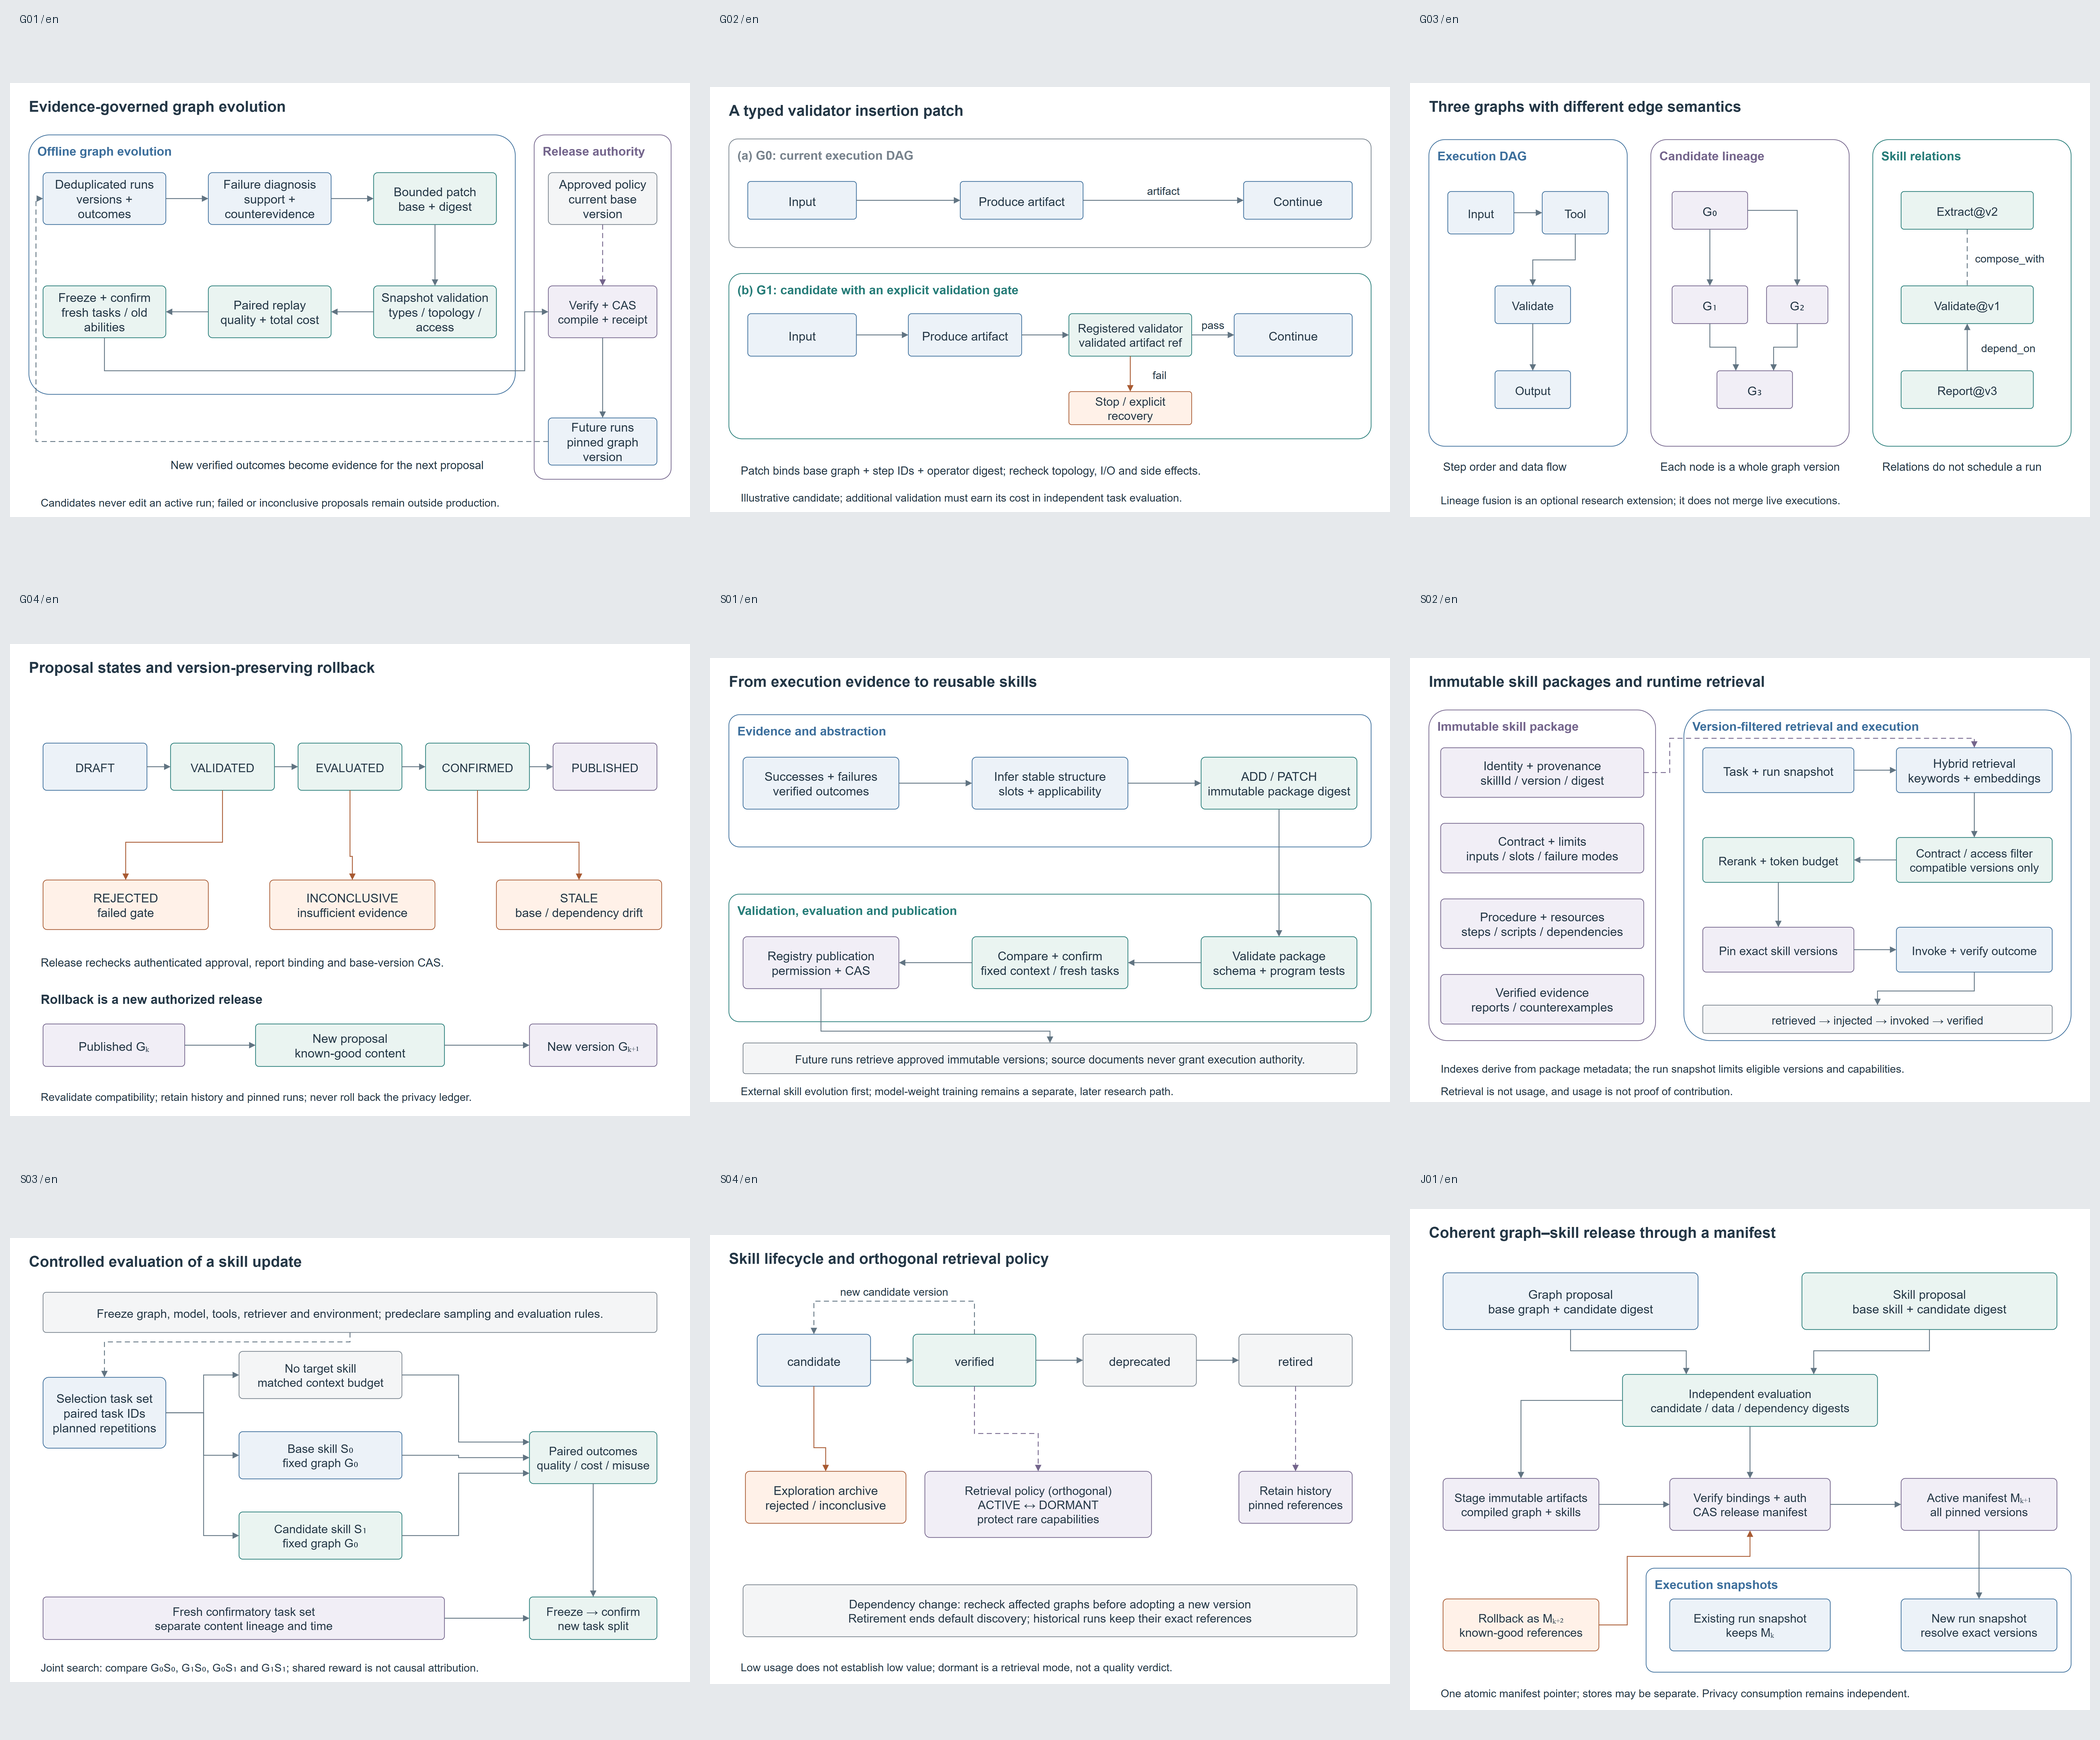 G01/en
Evidence-governed graph evolution
Offline graph evolution
Deduplicated runs
versions +
outcomes
Failure diagnosis
support +
counterevidence
Bounded patch
base + digest
Freeze + confirm
fresh tasks / old
abilities
Paired replay
quality + total cost
Snapshot validation
types / topology /
access
Release authority
Approved policy
current base
version
Verify + CAS
compile + receipt
Future runs
pinned graph
version
New verified outcomes become evidence for the next proposal
Candidates never edit an active run; failed or inconclusive proposals remain outside production.
G02/en
A typed validator insertion patch
(a) G0: current execution DAG
Input
Produce artifact
artifact
Continue
(b) G1: candidate with an explicit validation gate
Input
Produce artifact
Registered validator
validated artifact ref
pass
Continue
fail
Stop / explicit
recovery
Patch binds base graph + step IDs + operator digest; recheck topology, I/O and side effects.
Illustrative candidate; additional validation must earn its cost in independent task evaluation.
G03/en
Three graphs with different edge semantics
Execution DAG
Input
Tool
Validate
Output
Candidate lineage
G₀
G₁
G₂
G₃
Skill relations
Extract@v2
compose_with
Validate@v1
depend_on
Report@v3
Step order and data flow
Each node is a whole graph version
Relations do not schedule a run
Lineage fusion is an optional research extension; it does not merge live executions.
G04/en
Proposal states and version-preserving rollback
DRAFT
VALIDATED
EVALUATED
CONFIRMED
PUBLISHED
REJECTED
failed gate
INCONCLUSIVE
insufficient evidence
STALE
base / dependency drift
Release rechecks authenticated approval, report binding and base-version CAS.
Rollback is a new authorized release
Published Gₖ
New proposal
known-good content
New version Gₖ₊₁
Revalidate compatibility; retain history and pinned runs; never roll back the privacy ledger.
S01/en
From execution evidence to reusable skills
Evidence and abstraction
Successes + failures
verified outcomes
Infer stable structure
slots + applicability
ADD / PATCH
immutable package digest
Validation, evaluation and publication
Registry publication
permission + CAS
Compare + confirm
fixed context / fresh tasks
Validate package
schema + program tests
Future runs retrieve approved immutable versions; source documents never grant execution authority.
External skill evolution first; model-weight training remains a separate, later research path.
S02/en
Immutable skill packages and runtime retrieval
Immutable skill package
Identity + provenance
skillId / version / digest
Contract + limits
inputs / slots / failure modes
Procedure + resources
steps / scripts / dependencies
Verified evidence
reports / counterexamples
Version-filtered retrieval and execution
Task + run snapshot
Hybrid retrieval
keywords + embeddings
Rerank + token budget
Contract / access filter
compatible versions only
Pin exact skill versions
Invoke + verify outcome
retrieved → injected → invoked → verified
Indexes derive from package metadata; the run snapshot limits eligible versions and capabilities.
Retrieval is not usage, and usage is not proof of contribution.
S03/en
Controlled evaluation of a skill update
Freeze graph, model, tools, retriever and environment; predeclare sampling and evaluation rules.
Selection task set
paired task IDs
planned repetitions
No target skill
matched context budget
Base skill S₀
fixed graph G₀
Candidate skill S₁
fixed graph G₀
Paired outcomes
quality / cost / misuse
Fresh confirmatory task set
separate content lineage and time
Freeze → confirm
new task split
Joint search: compare G₀S₀, G₁S₀, G₀S₁ and G₁S₁; shared reward is not causal attribution.
S04/en
Skill lifecycle and orthogonal retrieval policy
new candidate version
candidate
verified
deprecated
retired
Exploration archive
rejected / inconclusive
Retrieval policy (orthogonal)
ACTIVE ↔ DORMANT
protect rare capabilities
Retain history
pinned references
Dependency change: recheck affected graphs before adopting a new version
Retirement ends default discovery; historical runs keep their exact references
Low usage does not establish low value; dormant is a retrieval mode, not a quality verdict.
J01/en
Coherent graph–skill release through a manifest
Graph proposal
base graph + candidate digest
Skill proposal
base skill + candidate digest
Independent evaluation
candidate / data / dependency digests
Stage immutable artifacts
compiled graph + skills
Verify bindings + auth
CAS release manifest
Active manifest Mₖ₊₁
all pinned versions
Rollback as Mₖ₊₂
known-good references
Execution snapshots
Existing run snapshot
keeps Mₖ
New run snapshot
resolve exact versions
One atomic manifest pointer; stores may be separate. Privacy consumption remains independent.